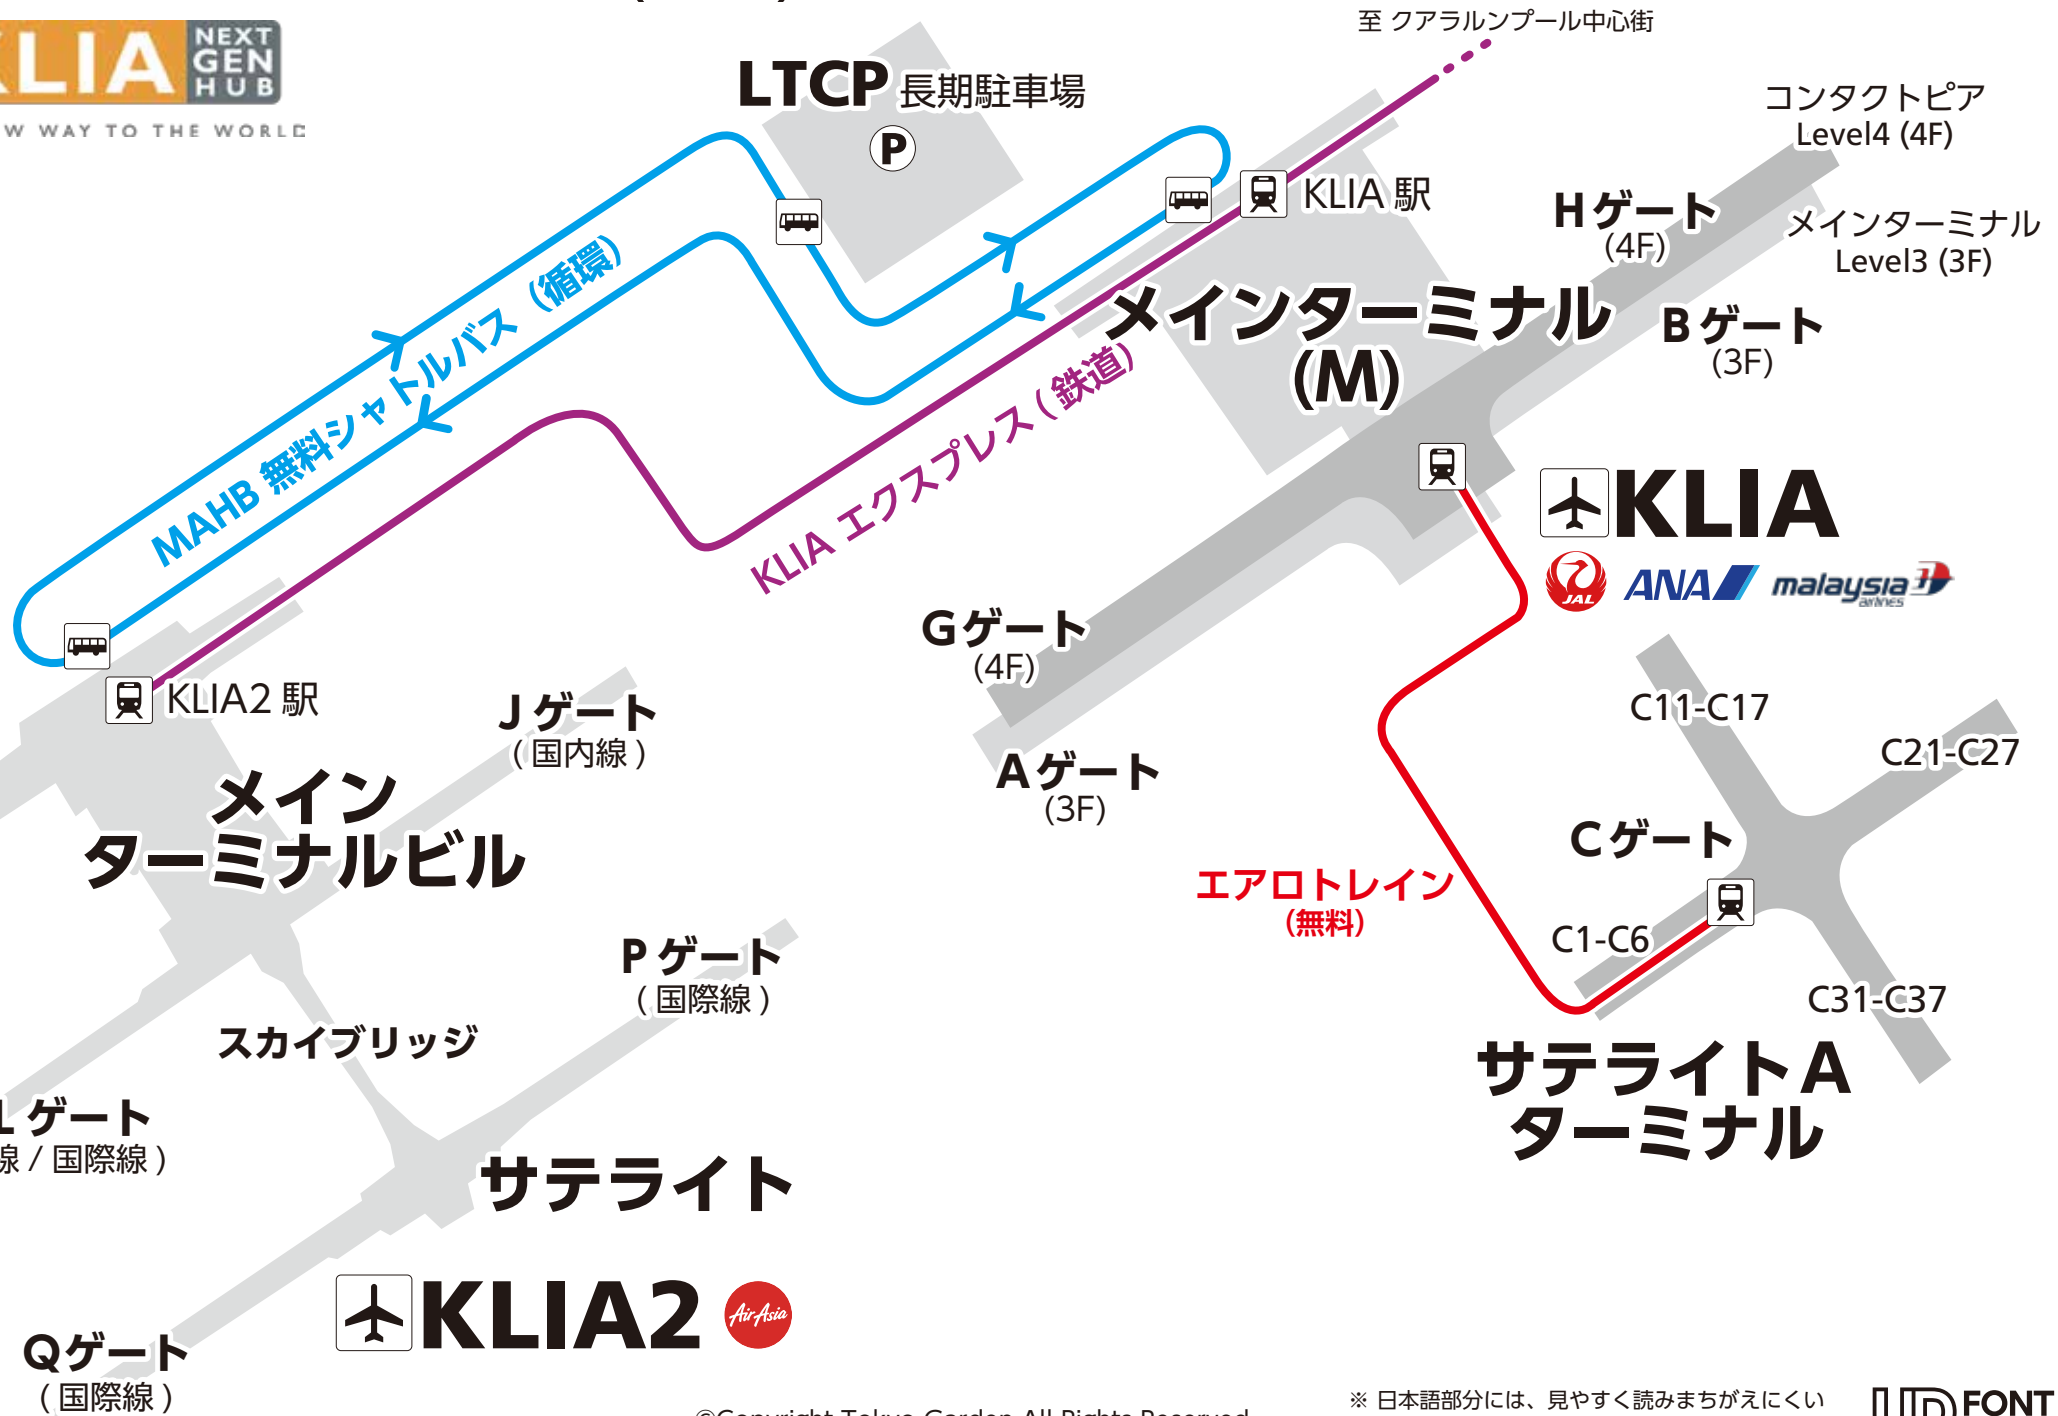 KLIA NEXT GEN HUB
W WAY TO THE WORLD
至 クアラルンプール中心街
LTCP 長期駐車場
P
コンタクトピア
Level4 (4F)
KLIA 駅
Hゲート
(4F)
メインターミナル
Level3 (3F)
メインターミナル
(M)
Bゲート
(3F)
MAHB 無料シャトルバス (循環)
KLIA エクスプレス (鉄道)
KLIA
JAL
ANA
malaysia
airlines
Gゲート
(4F)
KLIA2 駅
Jゲート
(国内線)
C11-C17
C21-C27
Aゲート
(3F)
メイン
ターミナルビル
Cゲート
エアロトレイン
(無料)
C1-C6
Pゲート
(国際線)
C31-C37
スカイブリッジ
サテライトA
ターミナル
Lゲート
線 / 国際線)
サテライト
KLIA2
AirAsia
Qゲート
(国際線)
©Copyright Tokyo Garden All Rights Reserved
※ 日本語部分には、見やすく読みまちがえにくい
UD FONT